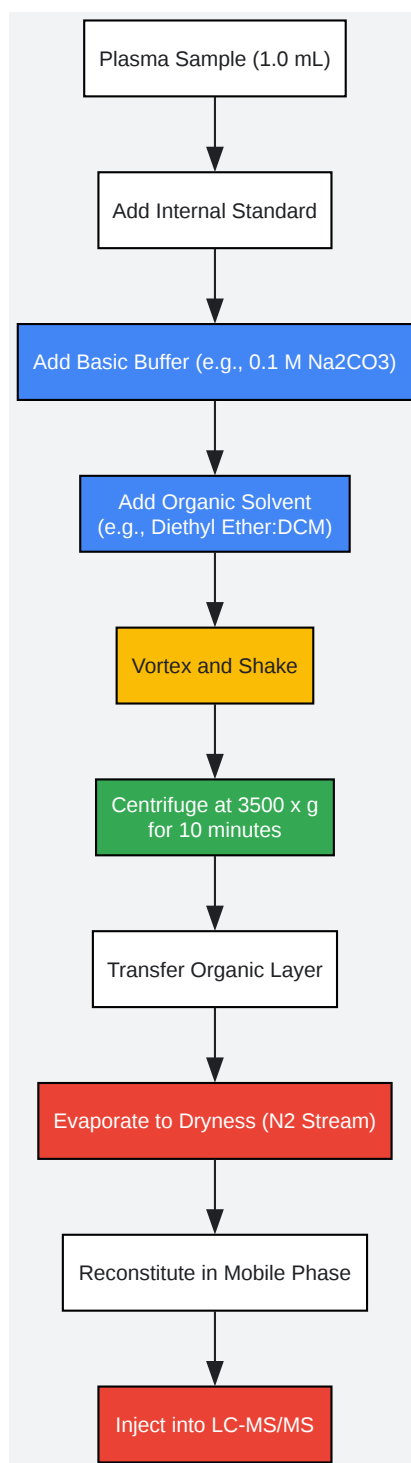 Plasma Sample (1.0 mL)
Add Internal Standard
Add Basic Buffer (e.g., 0.1 M Na2CO3)
Add Organic Solvent
(e.g., Diethyl Ether:DCM)
Vortex and Shake
Centrifuge at 3500 x g
for 10 minutes
Transfer Organic Layer
Evaporate to Dryness (N2 Stream)
Reconstitute in Mobile Phase
Inject into LC-MS/MS